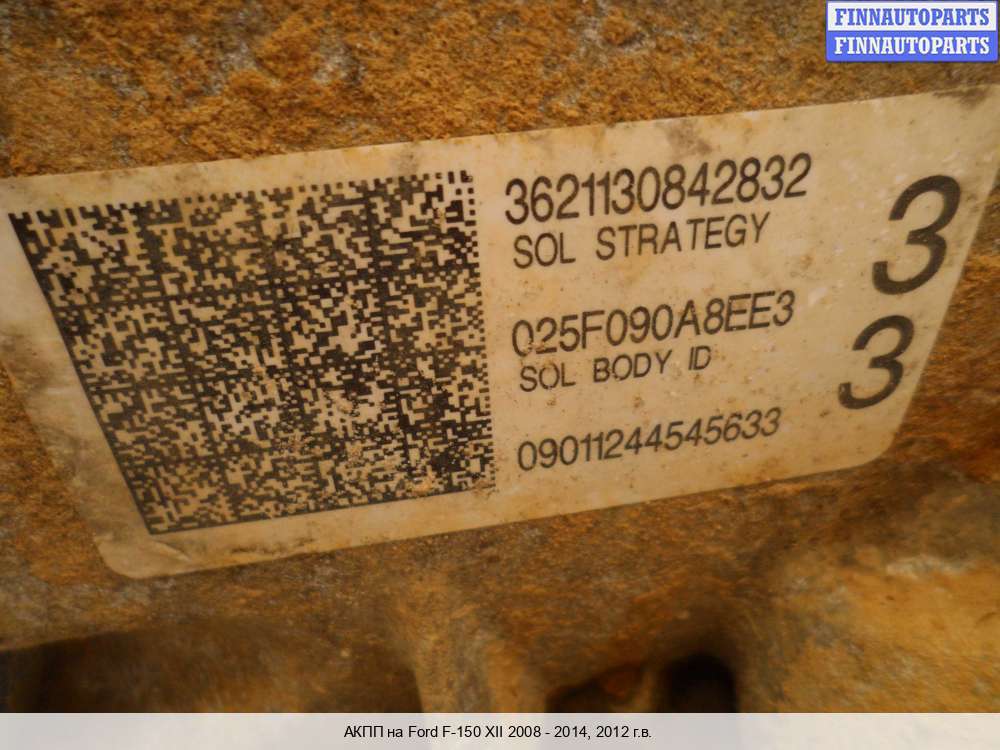 FINNAUTOPARTS
FINNAUTOPARTS
3621130842832
SOL STRATEGY
3
025F090A8EE3
SOL BODY ID
3
09011244545633
АКПП на Ford F-150 XII 2008 - 2014, 2012 г.в.